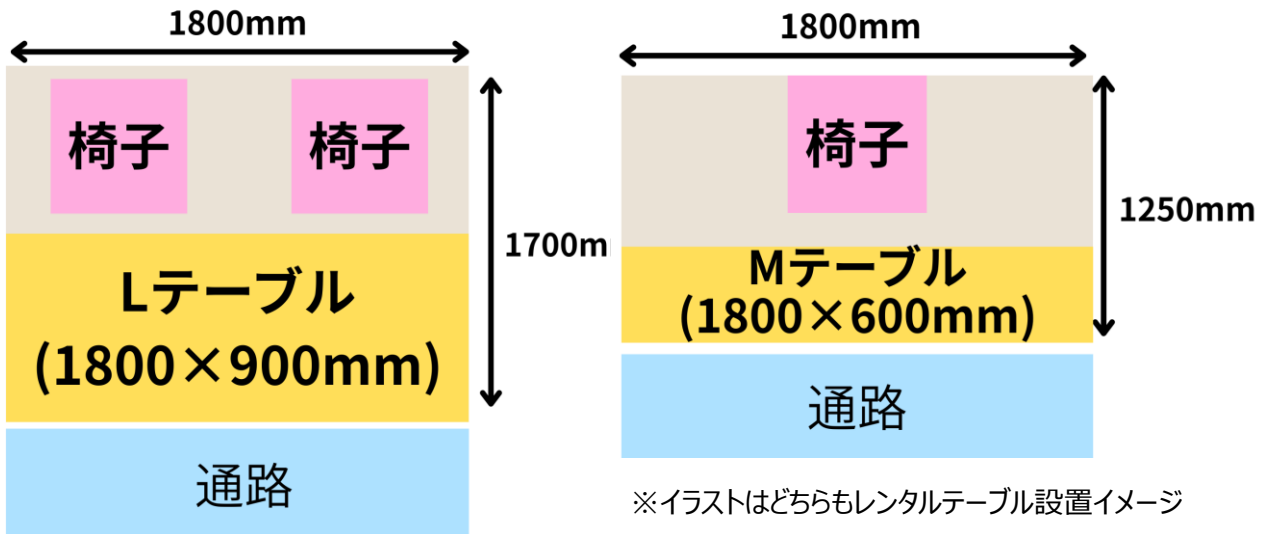 1800mm
椅子
椅子
1700m
Lテーブル
(1800×900mm)
通路
1800mm
椅子
1250mm
Mテーブル
(1800×600mm)
通路
※イラストはどちらもレンタルテーブル設置イメージ